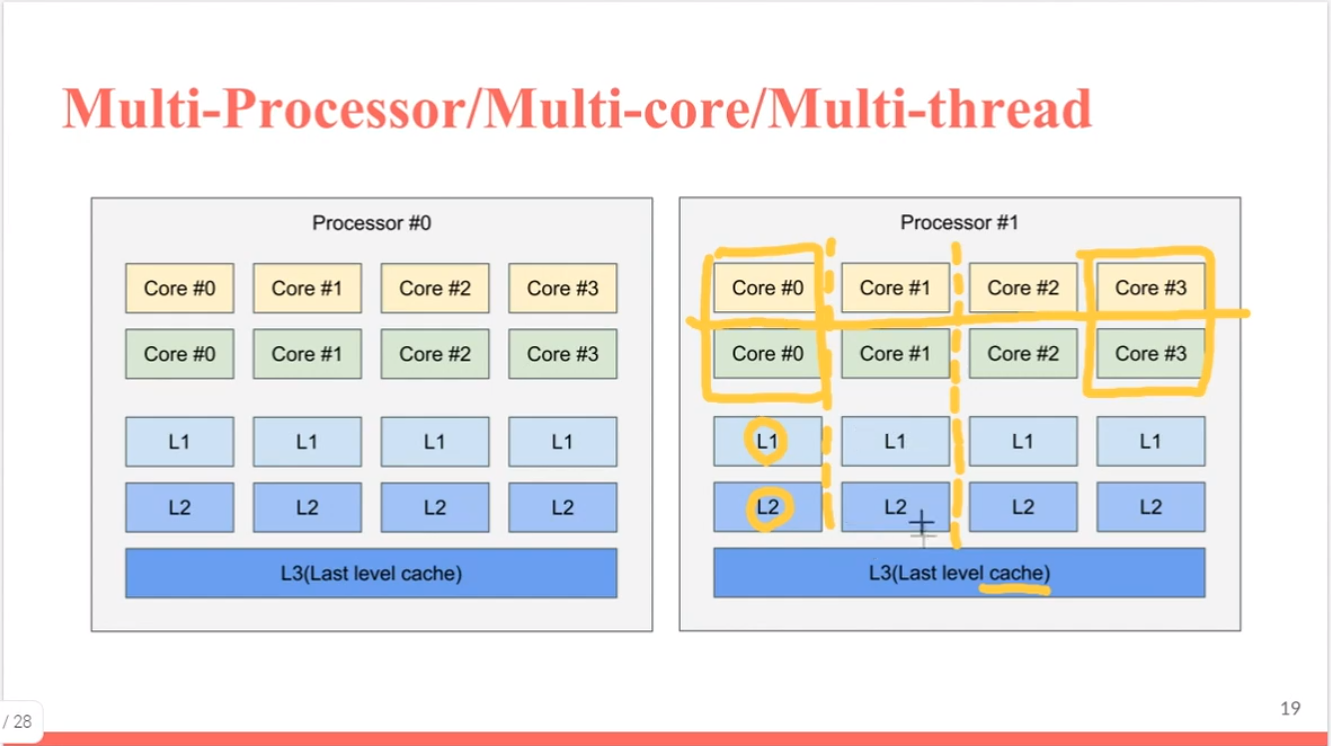 Multi-Processor/Multi-core/Multi-thread
Processor #0
Core #0 Core #1 Core #2 Core #3
Core #0 Core #1 Core #2 Core #3
L1 L1 L1 L1
L2 L2 L2 L2
L3(Last level cache)
Processor #1
Core #0 Core #1 Core #2 Core #3
Core #0 Core #1 Core #2 Core #3
L1 L1 L1 L1
L2 L2 L2 L2
L3(Last level cache)
19
/ 28